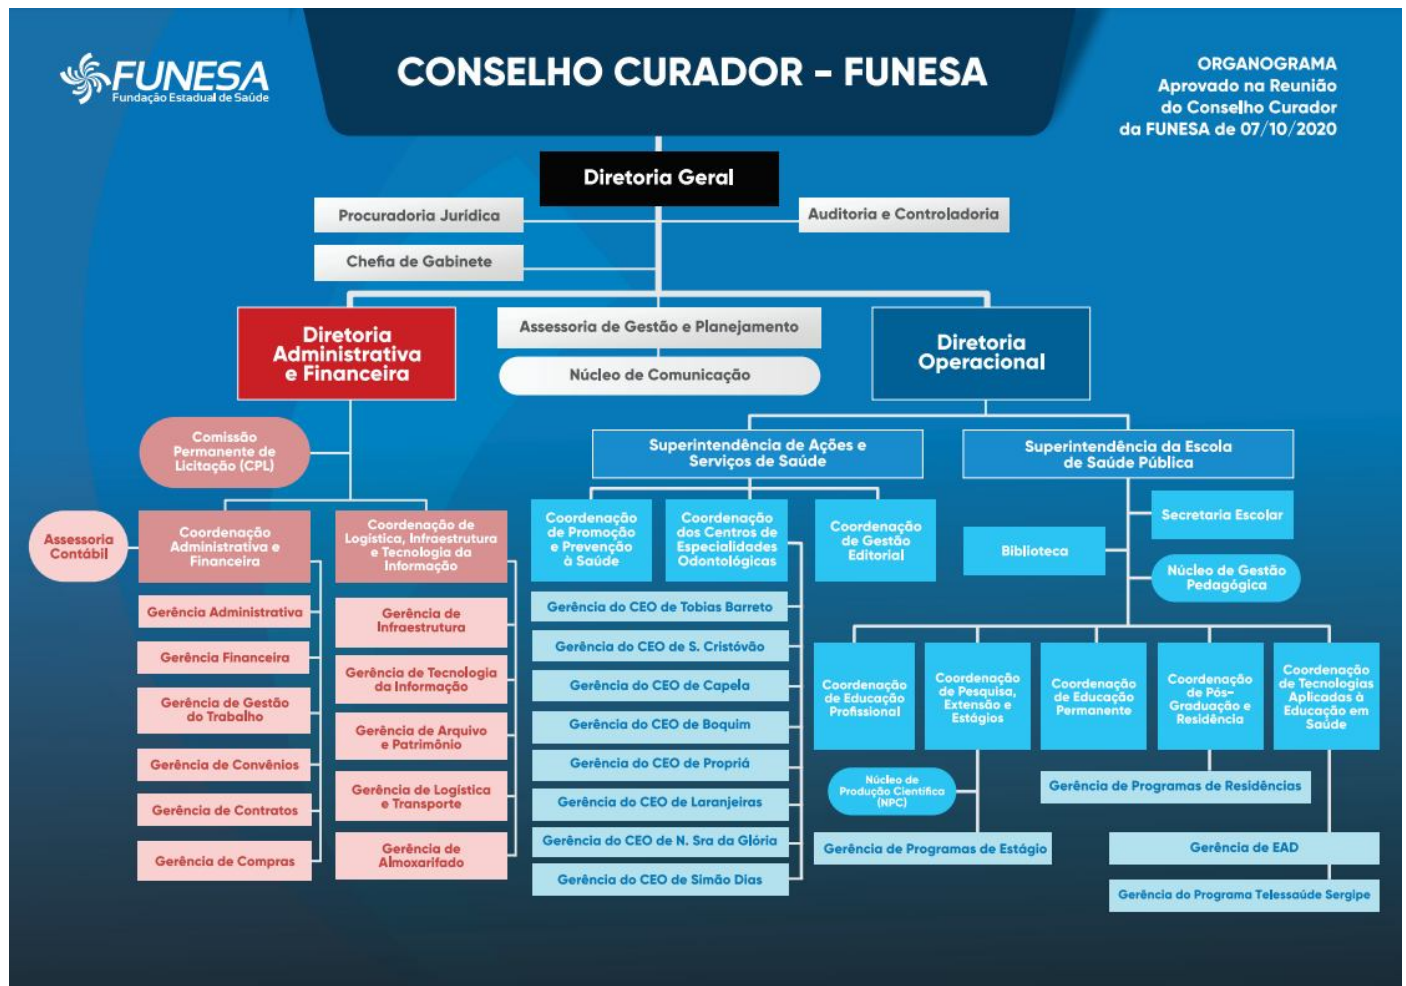 FUNESA
Fundação Estadual de Saúde
CONSELHO CURADOR - FUNESA
ORGANOGRAMA
Aprovado na Reunião
do Conselho Curador
da FUNESA de 07/10/2020
Diretoria Geral
Procuradoria Jurídica
Auditoria e Controladoria
Chefia de Gabinete
Diretoria
Administrativa
e Financeira
Assessoria de Gestão e Planejamento
Núcleo de Comunicação
Diretoria
Operacional
Comissão
Permanente de
Licitação (CPL)
Assessoria
Contábil
Coordenação
Administrativa e
Financeira
Gerência Administrativa
Gerência Financeira
Gerência de Gestão
do Trabalho
Gerência de Convênios
Gerência de Contratos
Gerência de Compras
Coordenação de
Logística, Infraestrutura
e Tecnologia da
Informação
Gerência de
Infraestrutura
Gerência de Tecnologia
da Informação
Gerência de Arquivo
e Patrimônio
Gerência de Logística
e Transporte
Gerência de
Almoxarifado
Superintendência de Ações e
Serviços de Saúde
Coordenação
de Promoção
e Prevenção
à Saúde
Coordenação
dos Centros de
Especialidades
Odontológicas
Coordenação
de Gestão
Editorial
Gerência do CEO de Tobias Barreto
Gerência do CEO de S. Cristóvão
Gerência do CEO de Capela
Gerência do CEO de Boquim
Gerência do CEO de Propriá
Gerência do CEO de Laranjeiras
Gerência do CEO de N. Sra da Glória
Gerência do CEO de Simão Dias
Superintendência da Escola
de Saúde Pública
Secretaria Escolar
Biblioteca
Núcleo de Gestão
Pedagógica
Coordenação
de Educação
Profissional
Coordenação
de Pesquisa,
Extensão e
Estágios
Coordenação
de Educação
Permanente
Coordenação
de Pós-
Graduação e
Residência
Coordenação
de Tecnologias
Aplicadas à
Educação em
Saúde
Núcleo de
Produção Científica
(NPC)
Gerência de Programas de Estágio
Gerência de Programas de Residências
Gerência de EAD
Gerência do Programa Telessaúde Sergipe